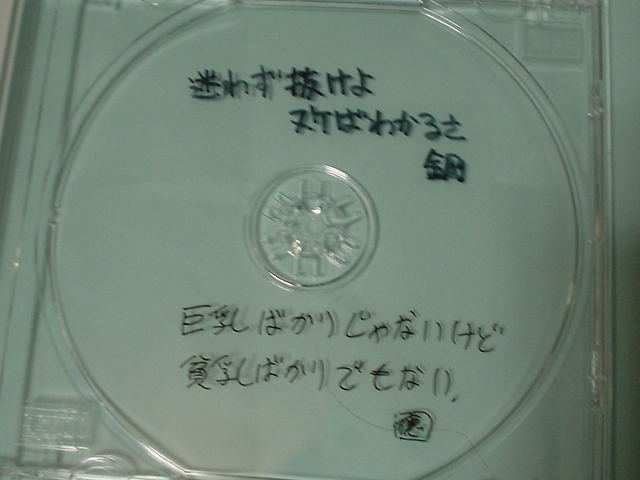 迷わず抜けよ
ヌケばわかるさ
巨乳ばかりじゃないけど
貧乳ばかりでもない。